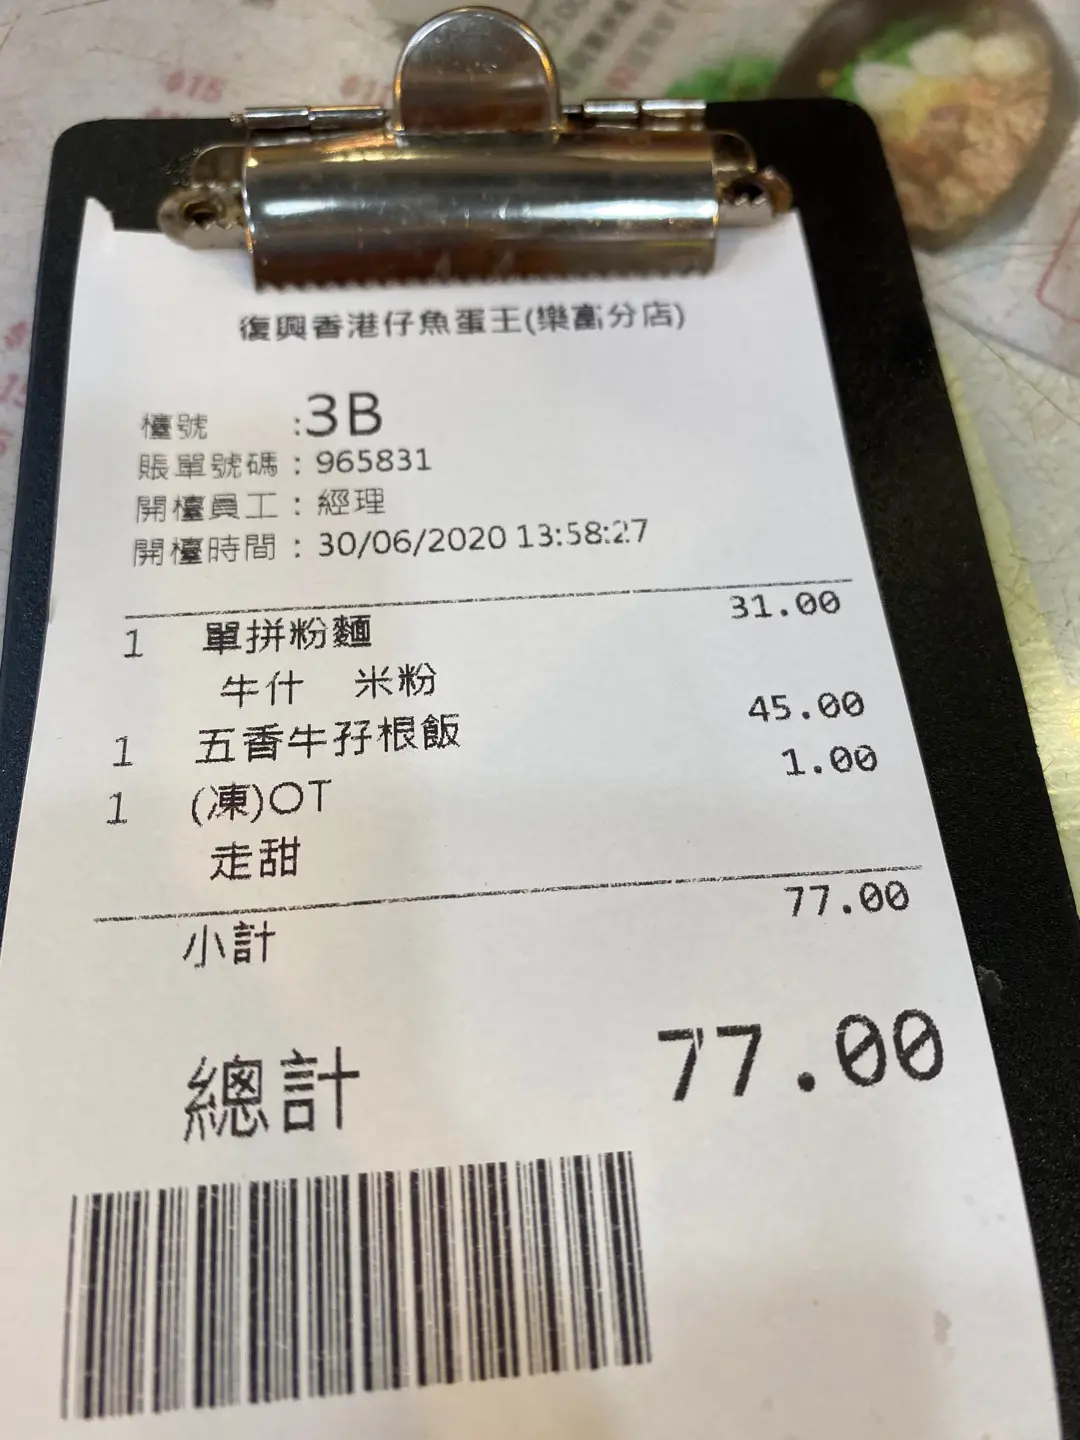 復興香港仔魚蛋王(樂富分店)
檯號 :3B
賬單號碼 : 965831
開檯員工 : 經理
開檯時間 : 30/06/2020 13:58:27
1 單拼粉麵 31.00
牛什 米粉
1 五香牛孖根飯 45.00
1 (凍)OT 1.00
走甜
小計 77.00
總計 77.00